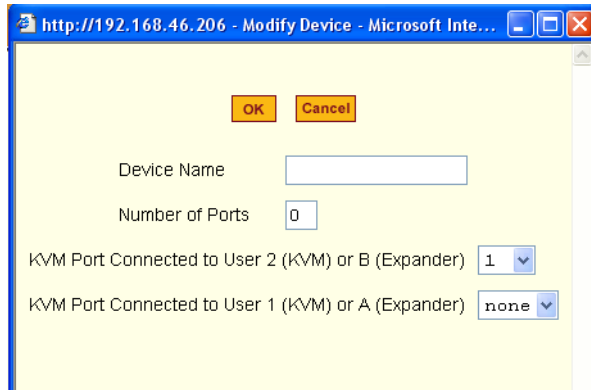 http://192.168.46.206 - Modify Device - Microsoft Inte...
OK Cancel
Device Name
Number of Ports 0
KVM Port Connected to User 2 (KVM) or B (Expander) 1
KVM Port Connected to User 1 (KVM) or A (Expander) none